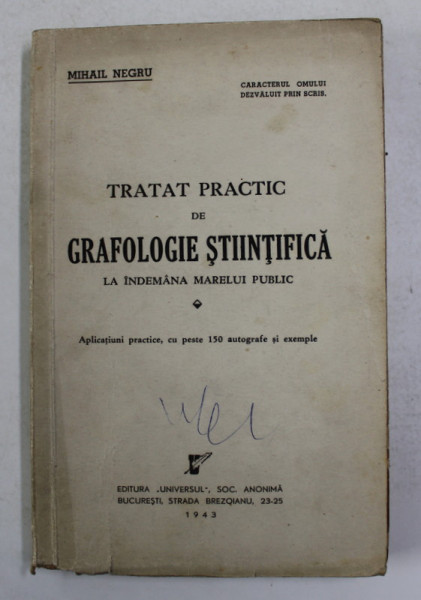 MIHAIL NEGRU
CARACTERUL OMULUI
DEZVĂLUIT PRIN SCRIS.
TRATAT PRACTIC
DE
GRAFOLOGIE ŞTIINŢIFICĂ
LA ÎNDEMÂNA MARELUI PUBLIC
Aplicaţiuni practice, cu peste 150 autografe şi exemple
EDITURA „UNIVERSUL", SOC. ANONIMĂ
BUCUREŞTI, STRADA BREZOIANU, 23-25
1943